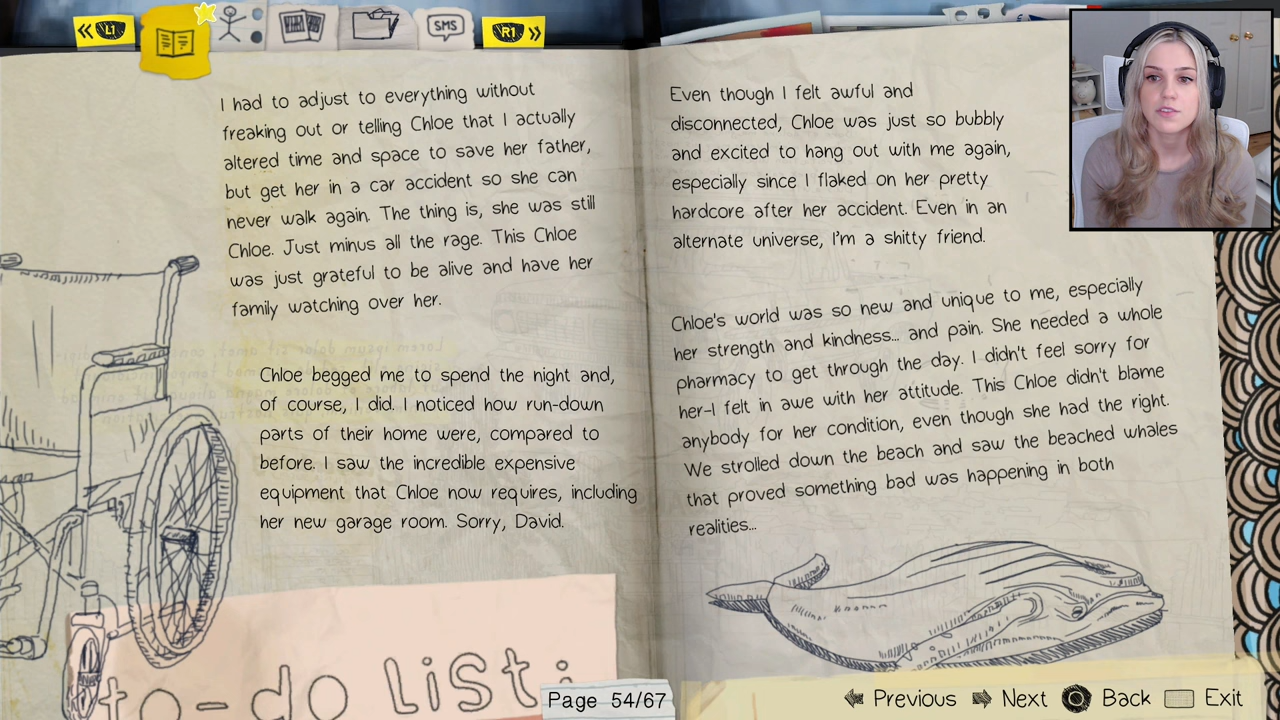 L1
SMS
R1
I had to adjust to everything without
freaking out or telling Chloe that I actually
altered time and space to save her father,
but get her in a car accident so she can
never walk again. The thing is, she was still
Chloe. Just minus all the rage. This Chloe
was just grateful to be alive and have her
family watching over her.
Chloe begged me to spend the night and,
of course, I did. I noticed how run-down
parts of their home were, compared to
before. I saw the incredible expensive
equipment that Chloe now requires, including
her new garage room. Sorry, David.
to-do LiSt:
Even though I felt awful and
disconnected, Chloe was just so bubbly
and excited to hang out with me again,
especially since I flaked on her pretty
hardcore after her accident. Even in an
alternate universe, I'm a shitty friend.
Chloe's world was so new and unique to me, especially
her strength and kindness... and pain. She needed a whole
pharmacy to get through the day. I didn't feel sorry for
her-I felt in awe with her attitude. This Chloe didn't blame
anybody for her condition, even though she had the right.
We strolled down the beach and saw the beached whales
that proved something bad was happening in both
realities...
Page 54/67
Previous
Next
Back
Exit